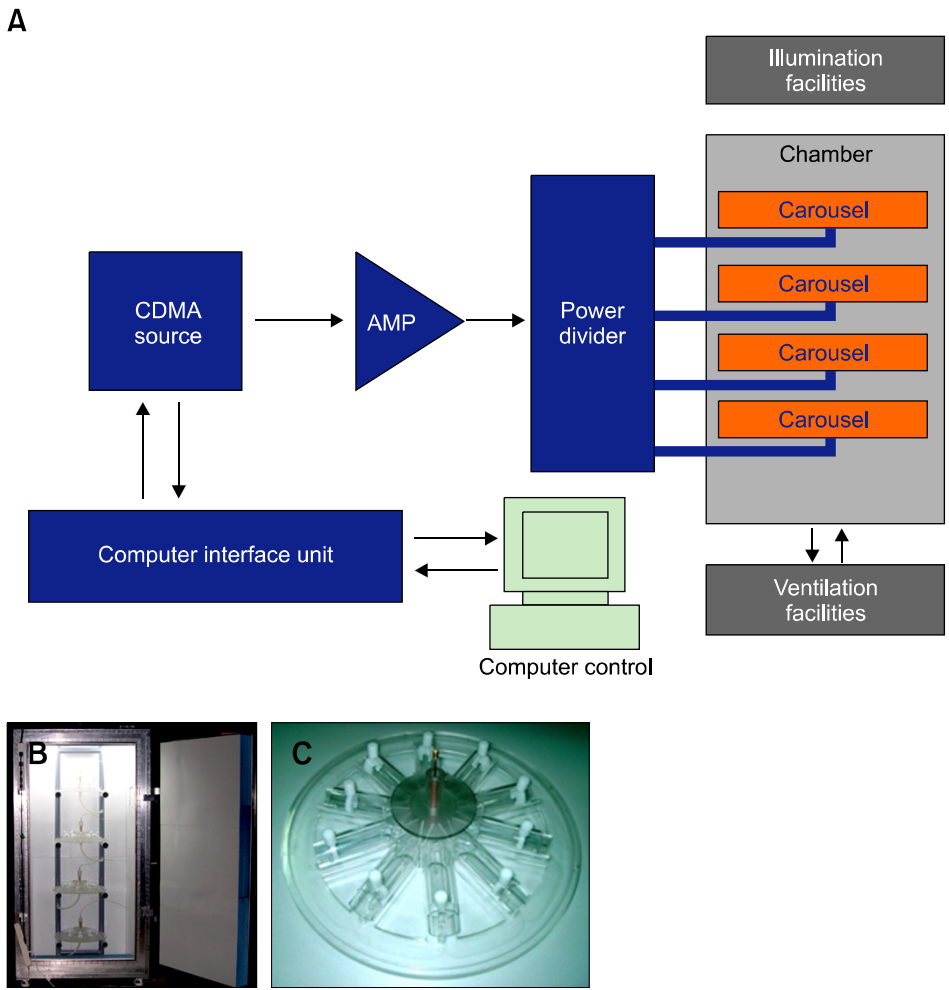 A
Illumination
facilities
Chamber
Carousel
Carousel
Carousel
Carousel
CDMA
source
AMP
Power
divider
Computer interface unit
Computer control
Ventilation
facilities
B
C